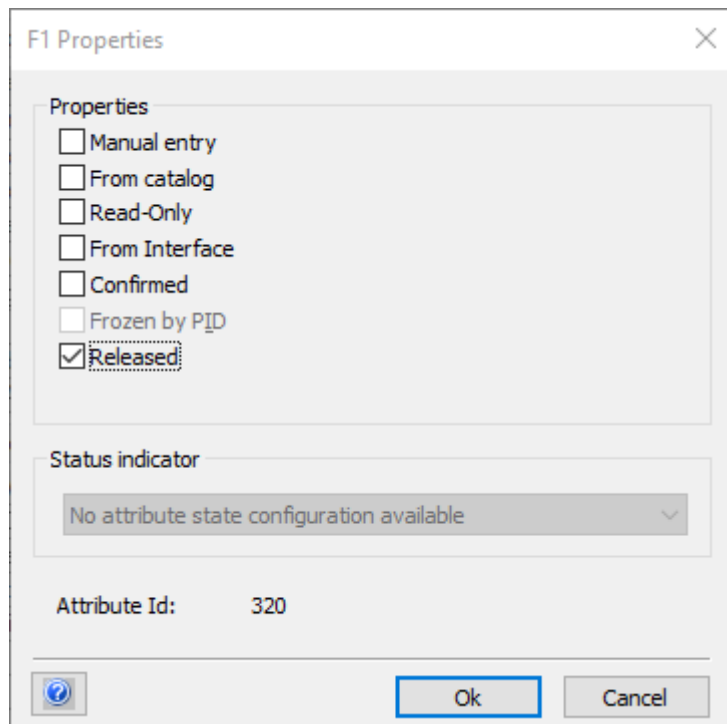 F1 Properties
Properties
Manual entry
From catalog
Read-Only
From Interface
Confirmed
Frozen by PID
Released
Status indicator
No attribute state configuration available
Attribute Id: 320
?
Ok Cancel